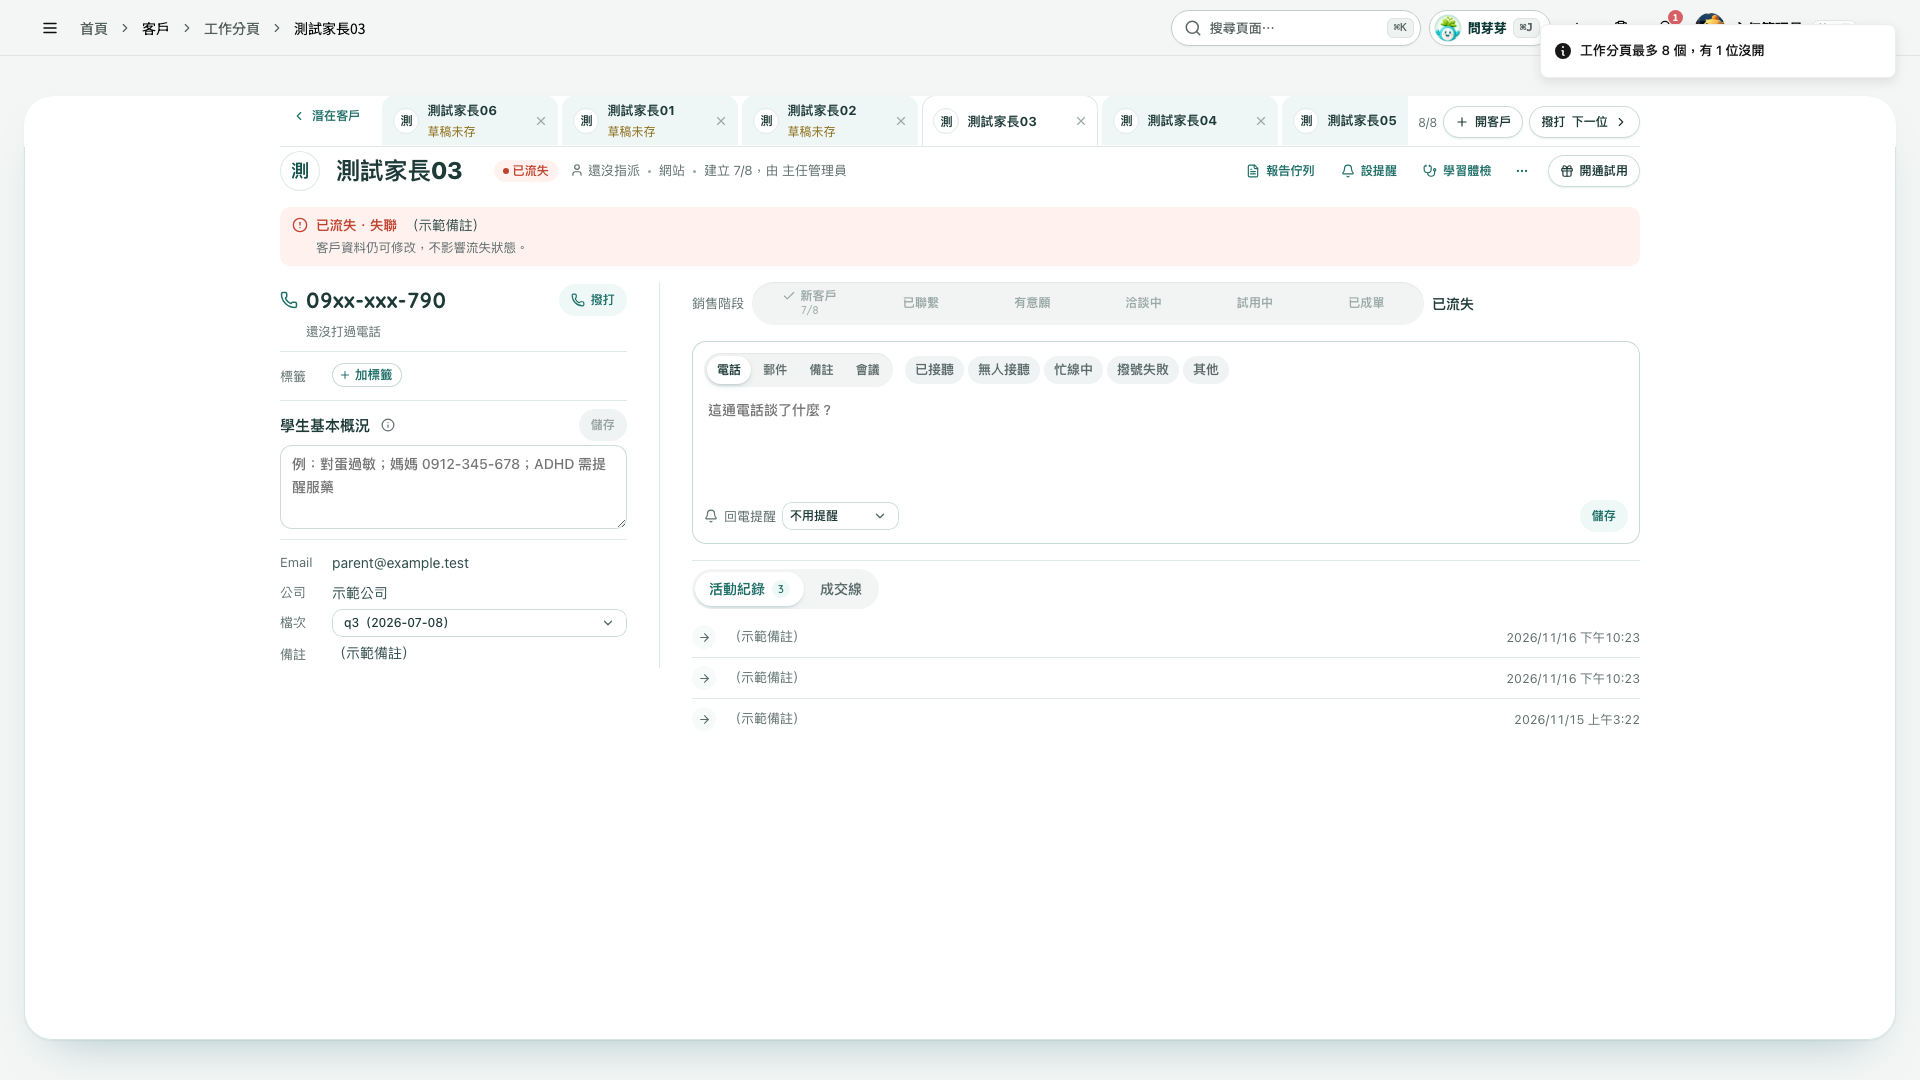 首頁 > 客戶 > 工作分頁 > 測試家長03
搜尋頁面… ⌘K
問芽芽 ⌘J
1
工作分頁最多 8 個，有 1 位沒開
潛在客戶
測 測試家長06 草稿未存
測 測試家長01 草稿未存
測 測試家長02 草稿未存
測 測試家長03
測 測試家長04
測 測試家長05
8/8
開客戶
撥打 下一位
測 測試家長03
已流失
還沒指派 · 網站 · 建立 7/8，由 主任管理員
報告佇列
設提醒
學習體檢
開通試用
已流失 · 失聯 （示範備註）
客戶資料仍可修改，不影響流失狀態。
09xx-xxx-790
撥打
還沒打過電話
標籤
+ 加標籤
學生基本概況
儲存
例：對蛋過敏；媽媽 0912-345-678；ADHD 需提
醒服藥
Email parent@example.test
公司 示範公司
檔次 q3 (2026-07-08)
備註 （示範備註）
銷售階段
新客戶
7/8
已聯繫
有意願
洽談中
試用中
已成單
已流失
電話 郵件 備註 會議
已接聽 無人接聽 忙線中 撥號失敗 其他
這通電話談了什麼？
回電提醒 不用提醒
儲存
活動紀錄 3
成交線
（示範備註） 2026/11/16 下午10:23
（示範備註） 2026/11/16 下午10:23
（示範備註） 2026/11/15 上午3:22